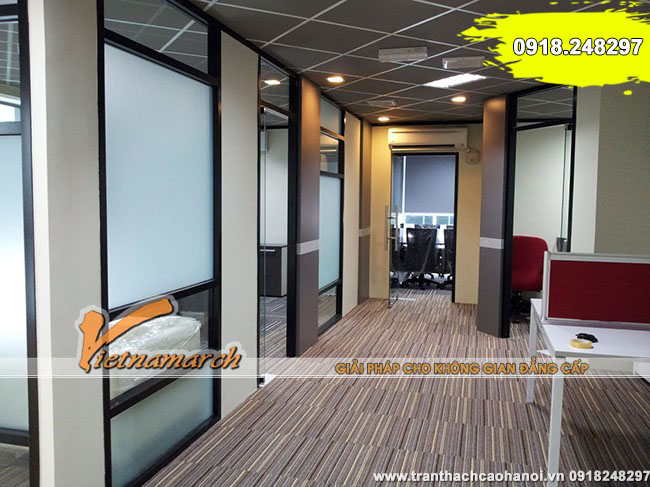 0918.248297
Vietnamarch
GIẢI PHÁP CHO KHÔNG GIAN ĐẲNG CẤP
www.tranthachcaohanoi.vn 0918248297